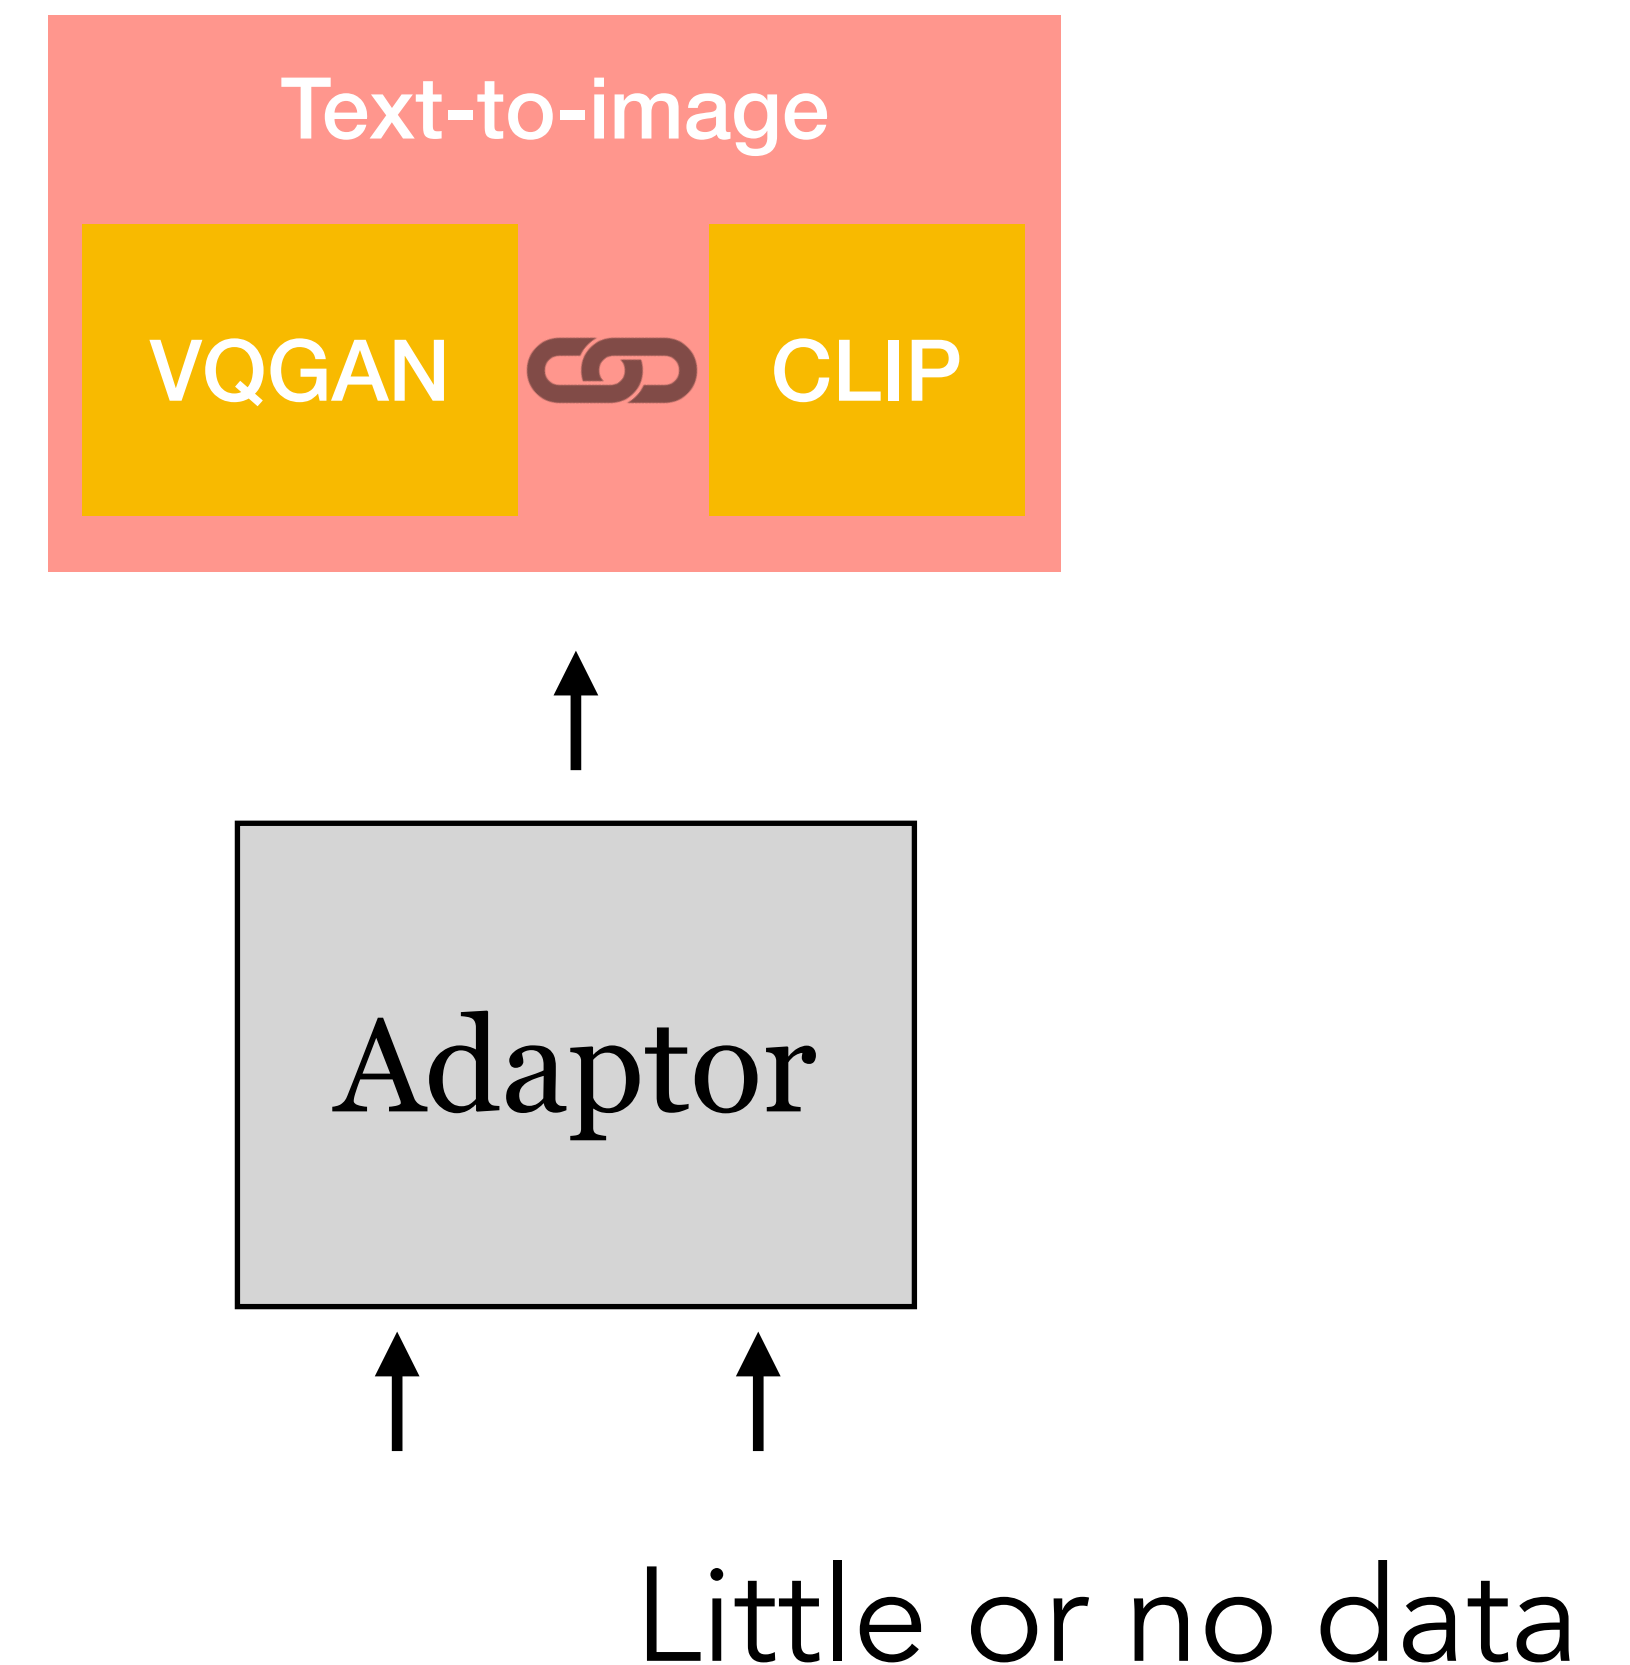 Text-to-image
VQGAN
CLIP
Adaptor
Little or no data